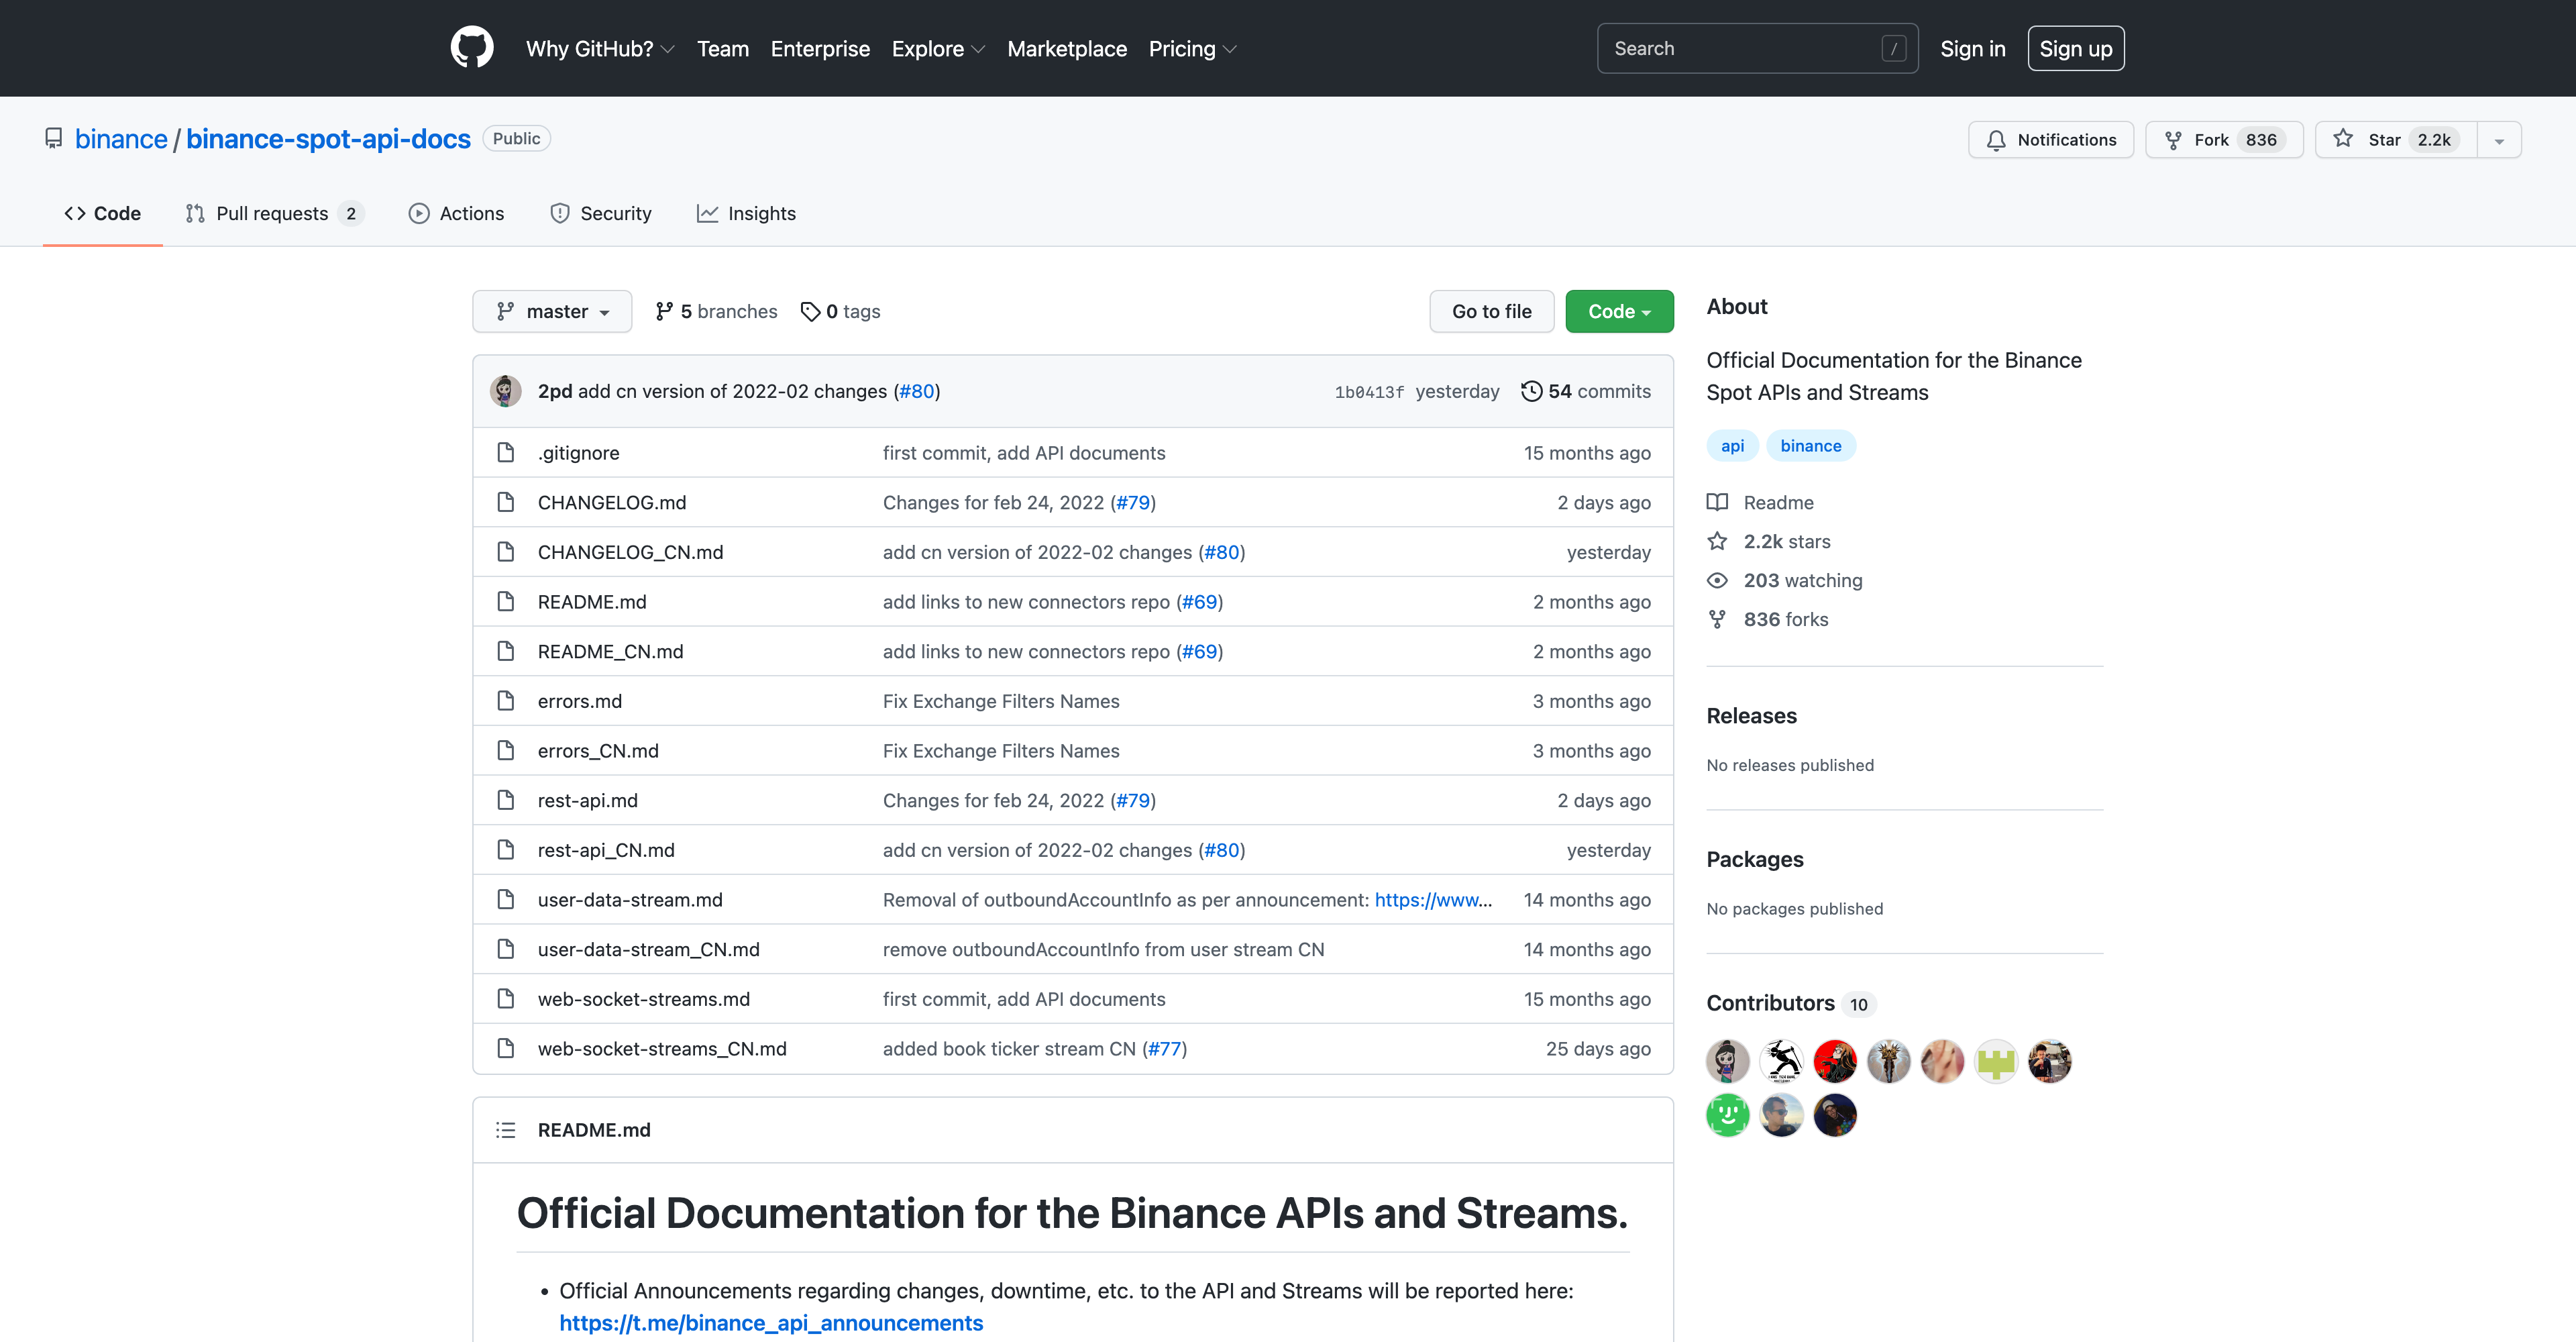 Why GitHub? Team Enterprise Explore Marketplace Pricing Search / Sign in Sign up
binance / binance-spot-api-docs Public Notifications Fork 836 Star 2.2k
Code Pull requests 2 Actions Security Insights
master 5 branches 0 tags Go to file Code
2pd add cn version of 2022-02 changes (#80) 1b0413f yesterday 54 commits
.gitignore first commit, add API documents 15 months ago
CHANGELOG.md Changes for feb 24, 2022 (#79) 2 days ago
CHANGELOG_CN.md add cn version of 2022-02 changes (#80) yesterday
README.md add links to new connectors repo (#69) 2 months ago
README_CN.md add links to new connectors repo (#69) 2 months ago
errors.md Fix Exchange Filters Names 3 months ago
errors_CN.md Fix Exchange Filters Names 3 months ago
rest-api.md Changes for feb 24, 2022 (#79) 2 days ago
rest-api_CN.md add cn version of 2022-02 changes (#80) yesterday
user-data-stream.md Removal of outboundAccountInfo as per announcement: https://www... 14 months ago
user-data-stream_CN.md remove outboundAccountInfo from user stream CN 14 months ago
web-socket-streams.md first commit, add API documents 15 months ago
web-socket-streams_CN.md added book ticker stream CN (#77) 25 days ago
README.md
Official Documentation for the Binance APIs and Streams.
• Official Announcements regarding changes, downtime, etc. to the API and Streams will be reported here:
https://t.me/binance_api_announcements
About
Official Documentation for the Binance
Spot APIs and Streams
api binance
Readme
2.2k stars
203 watching
836 forks
Releases
No releases published
Packages
No packages published
Contributors 10